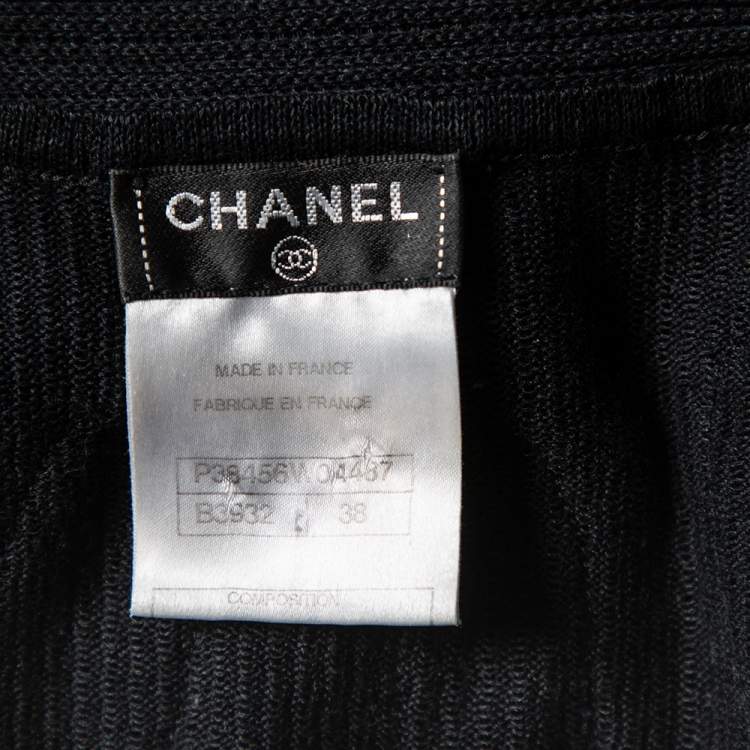 CHANEL
MADE IN FRANCE
FABRIQUE EN FRANCE
P38456W04487
B3932 38
COMPOSITION